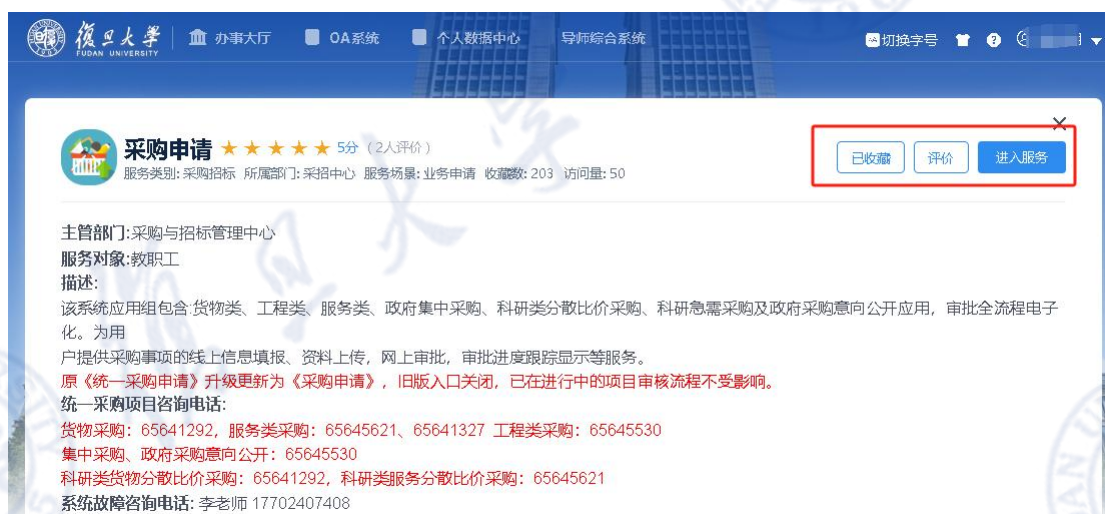 復旦大學 办事大厅 OA系统 个人数据中心 导师综合系统 切换字号
FUDAN UNIVERSITY
采购申请 5分 (2人评价)
已收藏 评价 进入服务
服务类别: 采购招标 所属部门: 采招中心 服务场景: 业务申请 收藏数: 203 访问量: 50
主管部门:采购与招标管理中心
服务对象:教职工
描述:
该系统应用组包含:货物类、工程类、服务类、政府集中采购、科研类分散比价采购、科研急需采购及政府采购意向公开应用，审批全流程电子
化。为用
户提供采购事项的线上信息填报、资料上传，网上审批，审批进度跟踪显示等服务。
原《统一采购申请》升级更新为《采购申请》，旧版入口关闭，已在进行中的项目审核流程不受影响。
统一采购项目咨询电话:
货物采购: 65641292，服务类采购: 65645621、65641327 工程类采购: 65645530
集中采购、政府采购意向公开: 65645530
科研类货物分散比价采购: 65641292，科研类服务分散比价采购: 65645621
系统故障咨询电话: 李老师 17702407408